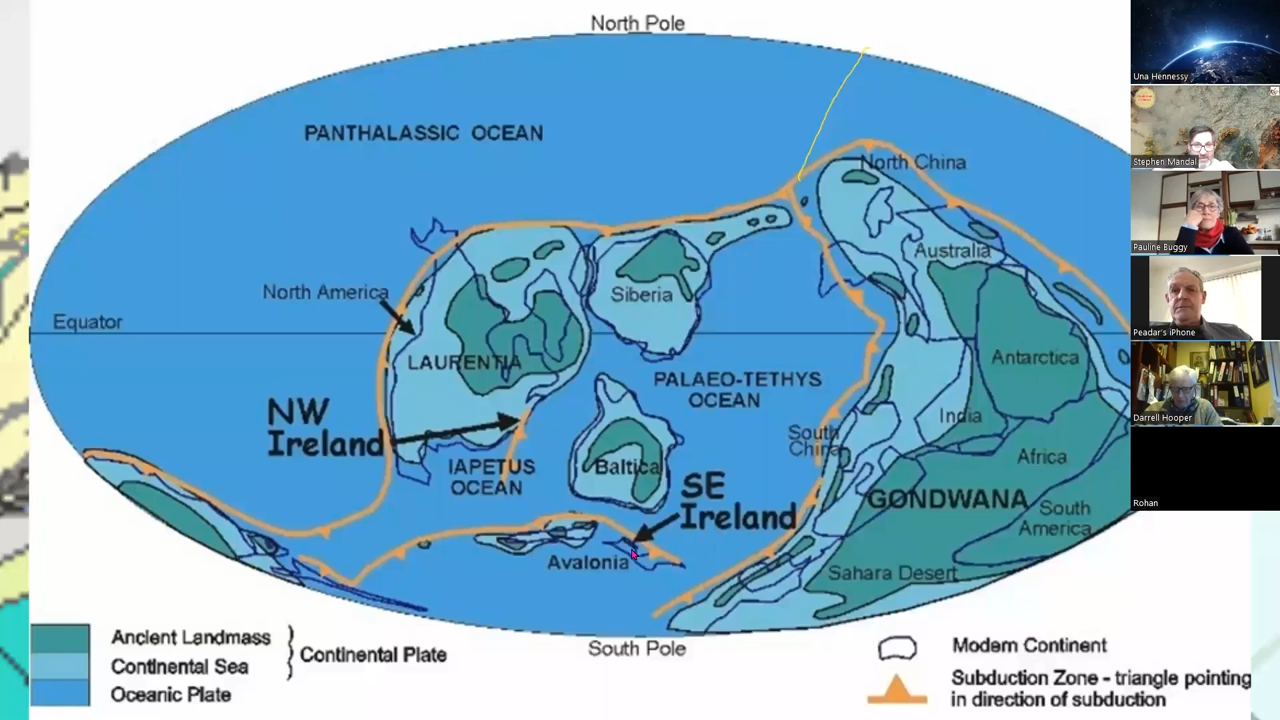 North Pole
PANTHALASSIC OCEAN
North China
Australia
North America
Siberia
Equator
Antarctica
LAURENTIA
PALAEO-TETHYS
OCEAN
NW
Ireland
India
South
China
IAPETUS
OCEAN
Baltica
Africa
SE
Ireland
GONDWANA
South
America
Avalonia
Sahara Desert
South Pole
Ancient Landmass
Continental Sea
Continental Plate
Oceanic Plate
Modern Continent
Subduction Zone - triangle pointing
in direction of subduction
Una Hennessy
Stephen Mandal
Pauline Buggy
Peadar's iPhone
Darrell Hooper
Rohan